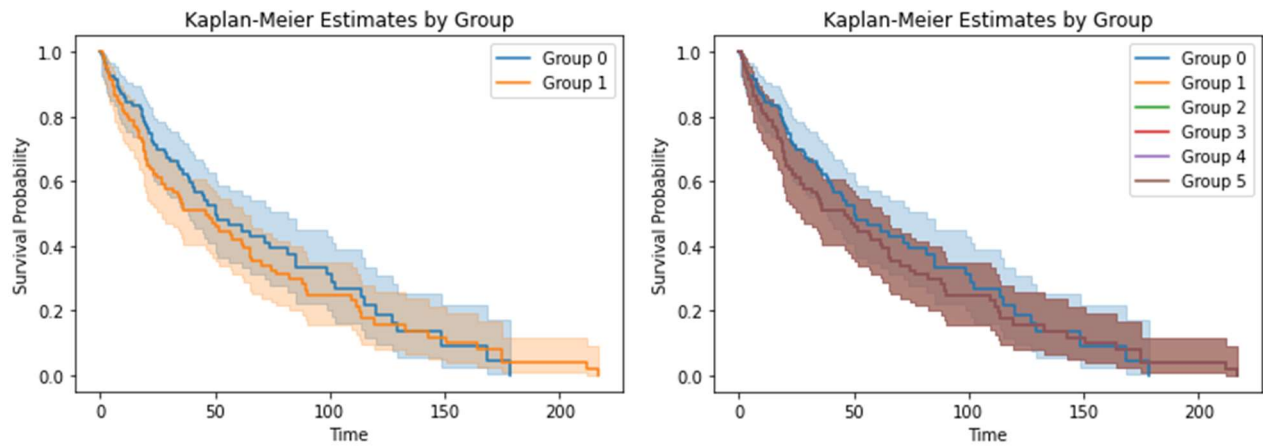 Kaplan-Meier Estimates by Group
1.0
0.8
0.6
0.4
0.2
0.0
Survival Probability
0
50
100
150
200
Time
Group 0
Group 1
Kaplan-Meier Estimates by Group
1.0
0.8
0.6
0.4
0.2
0.0
Survival Probability
0
50
100
150
200
Time
Group 0
Group 1
Group 2
Group 3
Group 4
Group 5